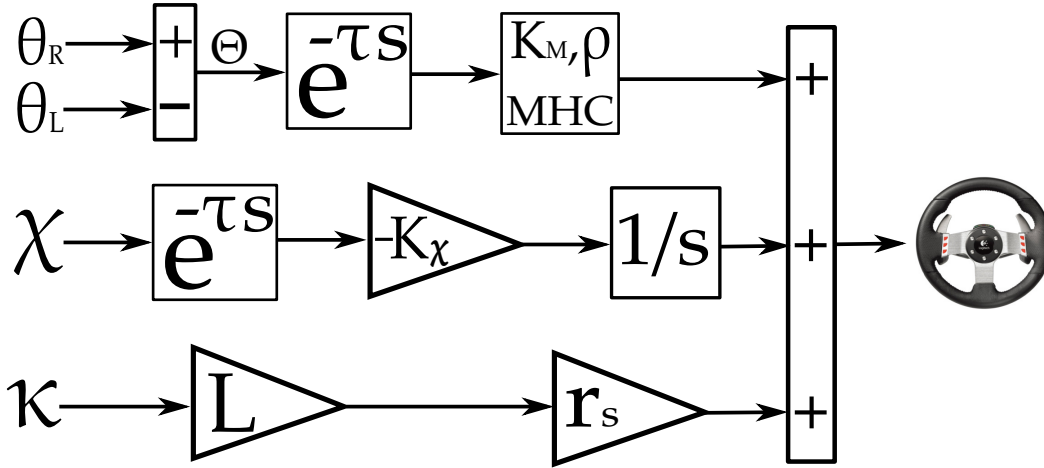 θR + Θ e-τs KM,ρ MHC +
θL −
χ e-τs -Kχ 1/s +
κ L rs +